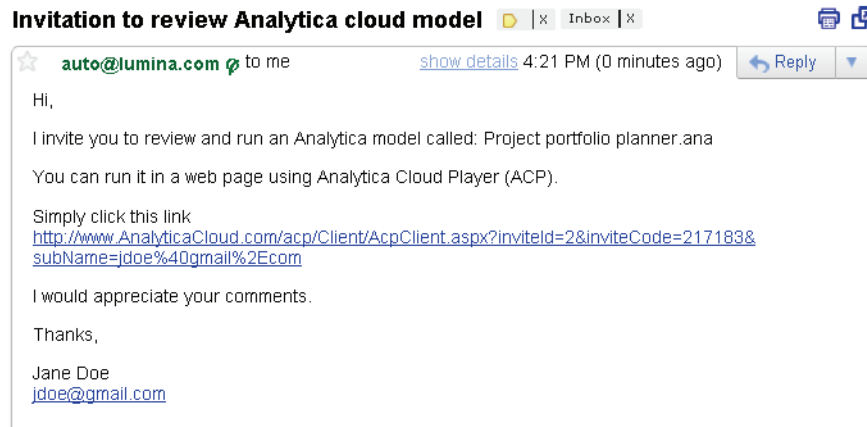 Invitation to review Analytica cloud model | X Inbox | X
auto@lumina.com to me show details 4:21 PM (0 minutes ago) Reply
Hi,
I invite you to review and run an Analytica model called: Project portfolio planner.ana
You can run it in a web page using Analytica Cloud Player (ACP).
Simply click this link
http://www.AnalyticaCloud.com/acp/Client/AcpClient.aspx?inviteId=2&inviteCode=217183&
subName=jdoe%40gmail%2Ecom
I would appreciate your comments.
Thanks,
Jane Doe
jdoe@gmail.com